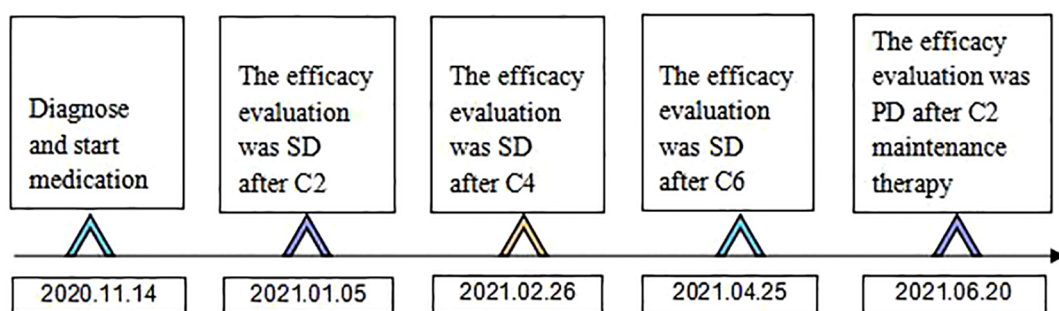 Diagnose
and start
medication
The efficacy
evaluation
was SD
after C2
The efficacy
evaluation
was SD
after C4
The efficacy
evaluation
was SD
after C6
The efficacy
evaluation was
PD after C2
maintenance
therapy
2020.11.14
2021.01.05
2021.02.26
2021.04.25
2021.06.20